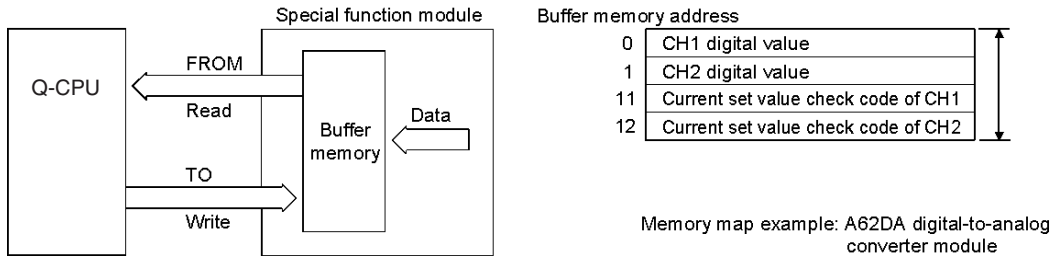 Special function module
Q-CPU
FROM
Read
Buffer
memory
Data
TO
Write
Buffer memory address
0 CH1 digital value
1 CH2 digital value
11 Current set value check code of CH1
12 Current set value check code of CH2
Memory map example: A62DA digital-to-analog
converter module